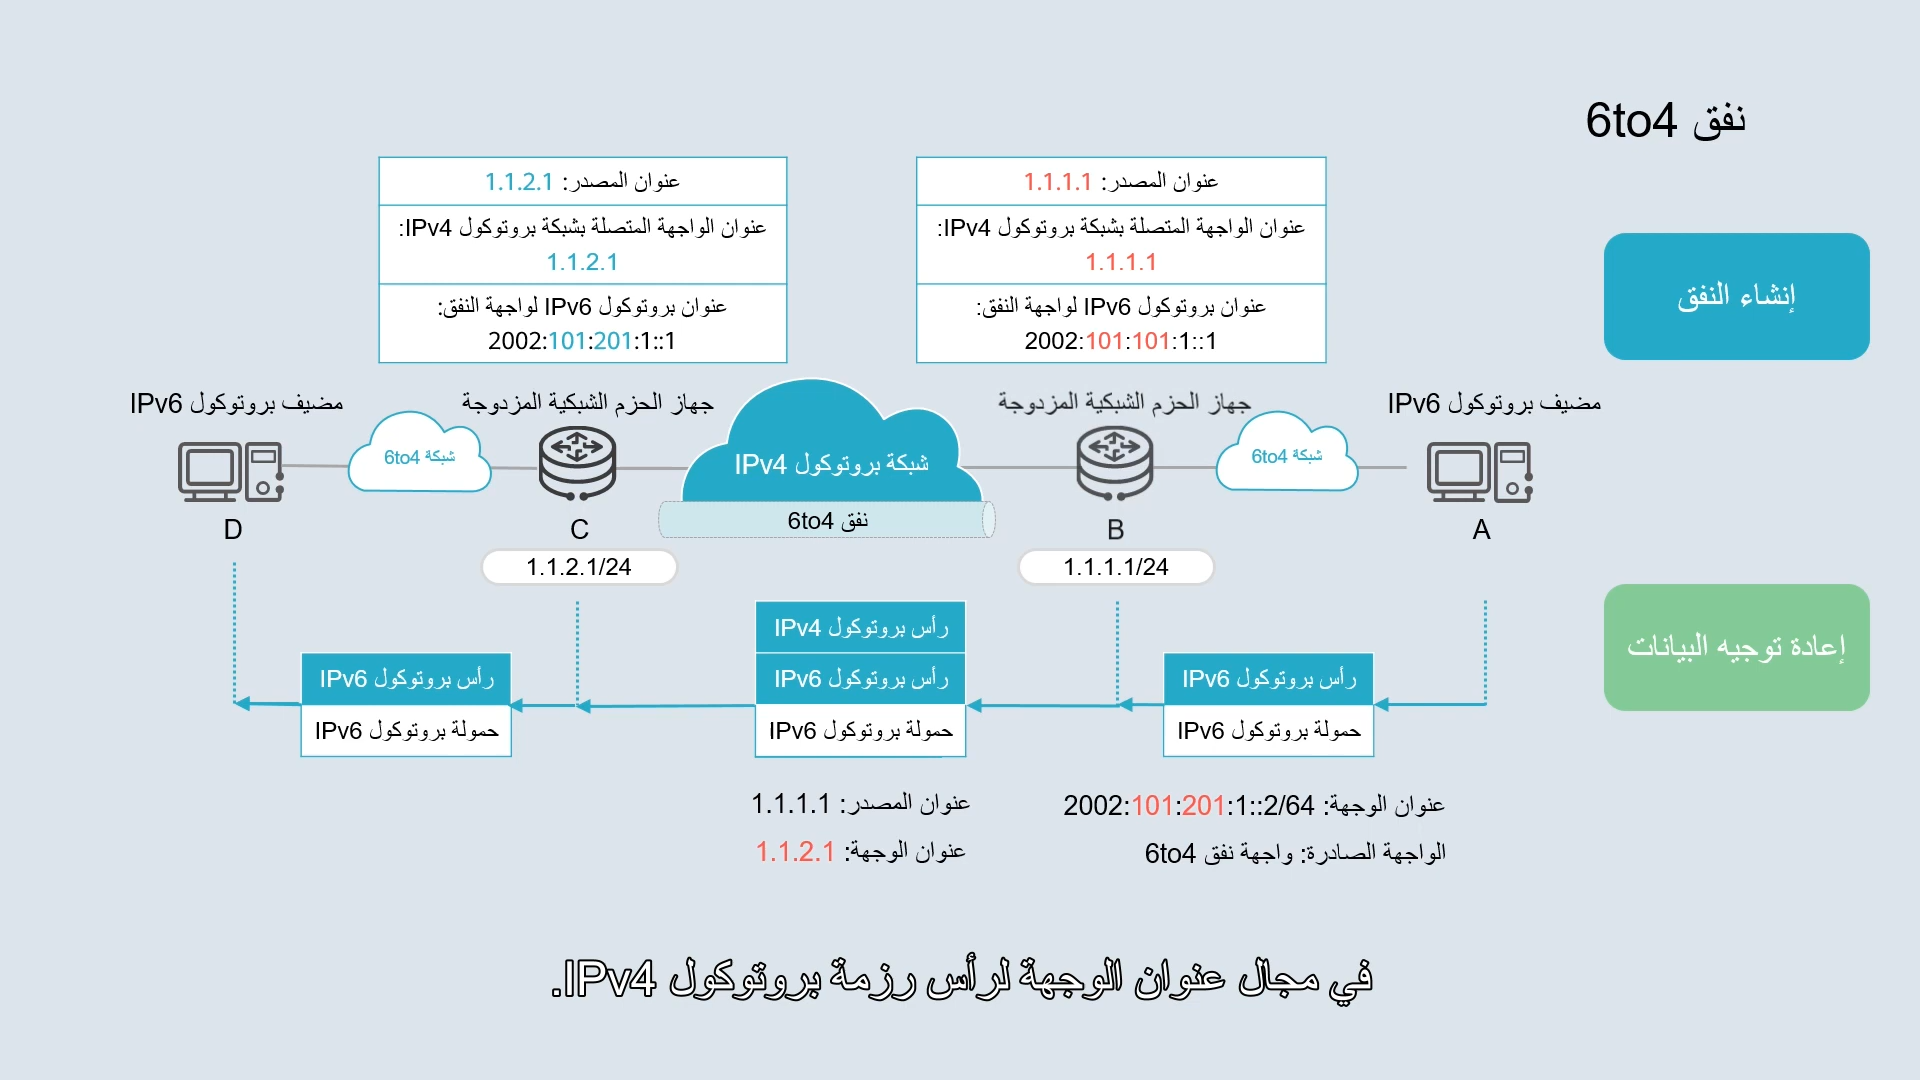 نفق 6to4
عنوان المصدر: 1.1.1.1
عنوان الواجهة المتصلة بشبكة بروتوكول IPv4:
1.1.1.1
عنوان بروتوكول IPv6 لواجهة النفق:
2002:101:101:1::1
عنوان المصدر: 1.1.2.1
عنوان الواجهة المتصلة بشبكة بروتوكول IPv4:
1.1.2.1
عنوان بروتوكول IPv6 لواجهة النفق:
2002:101:201:1::1
إنشاء النفق
مضيف بروتوكول IPv6
جهاز الحزم الشبكية المزدوجة
جهاز الحزم الشبكية المزدوجة
مضيف بروتوكول IPv6
شبكة 6to4
شبكة بروتوكول IPv4
شبكة 6to4
نفق 6to4
A
B
C
D
1.1.1.1/24
1.1.2.1/24
إعادة توجيه البيانات
رأس بروتوكول IPv6
حمولة بروتوكول IPv6
رأس بروتوكول IPv4
رأس بروتوكول IPv6
حمولة بروتوكول IPv6
رأس بروتوكول IPv6
حمولة بروتوكول IPv6
عنوان الوجهة: 2002:101:201:1::2/64
الواجهة الصادرة: واجهة نفق 6to4
عنوان المصدر: 1.1.1.1
عنوان الوجهة: 1.1.2.1
في مجال عنوان الوجهة لرأس رزمة بروتوكول IPv4.